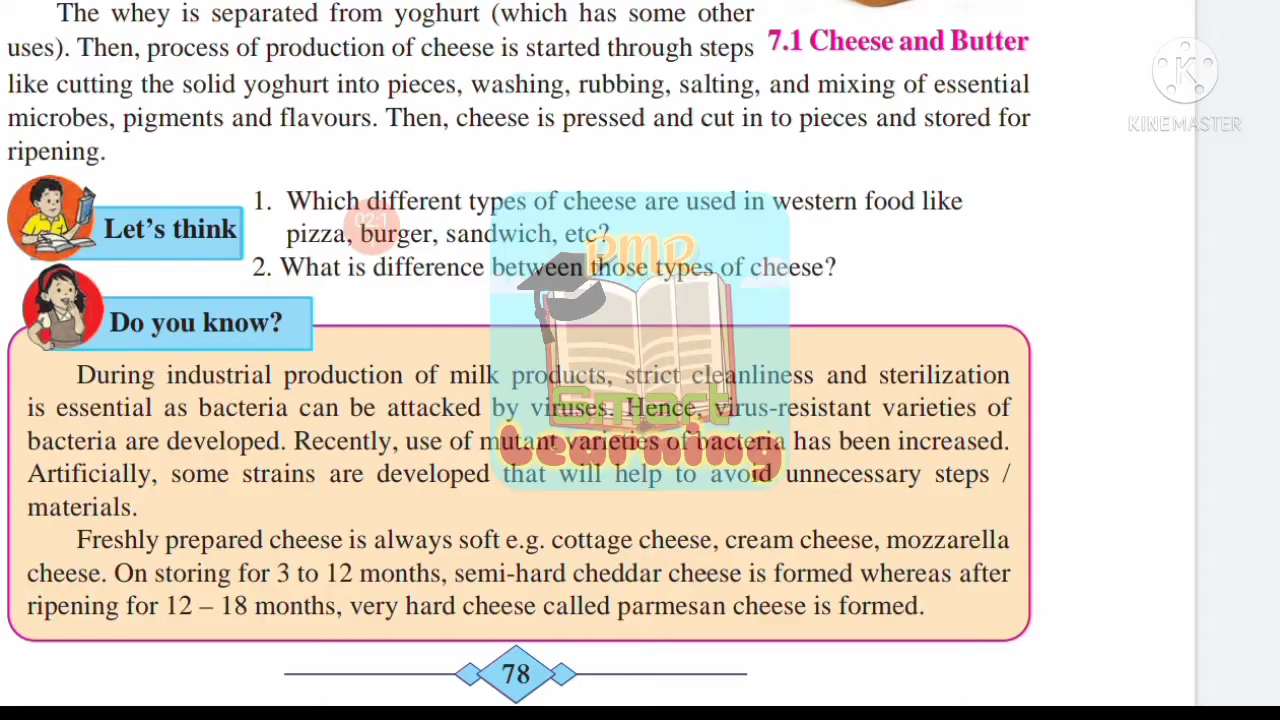 The whey is separated from yoghurt (which has some other
uses). Then, process of production of cheese is started through steps
7.1 Cheese and Butter
like cutting the solid yoghurt into pieces, washing, rubbing, salting, and mixing of essential
microbes, pigments and flavours. Then, cheese is pressed and cut in to pieces and stored for
ripening.
KINEMASTER
Let's think
1. Which different types of cheese are used in western food like
pizza, burger, sandwich, etc?
2. What is difference between those types of cheese?
PMP
Smart
Learning
Do you know?
During industrial production of milk products, strict cleanliness and sterilization
is essential as bacteria can be attacked by viruses. Hence, virus-resistant varieties of
bacteria are developed. Recently, use of mutant varieties of bacteria has been increased.
Artificially, some strains are developed that will help to avoid unnecessary steps /
materials.
Freshly prepared cheese is always soft e.g. cottage cheese, cream cheese, mozzarella
cheese. On storing for 3 to 12 months, semi-hard cheddar cheese is formed whereas after
ripening for 12 – 18 months, very hard cheese called parmesan cheese is formed.
78